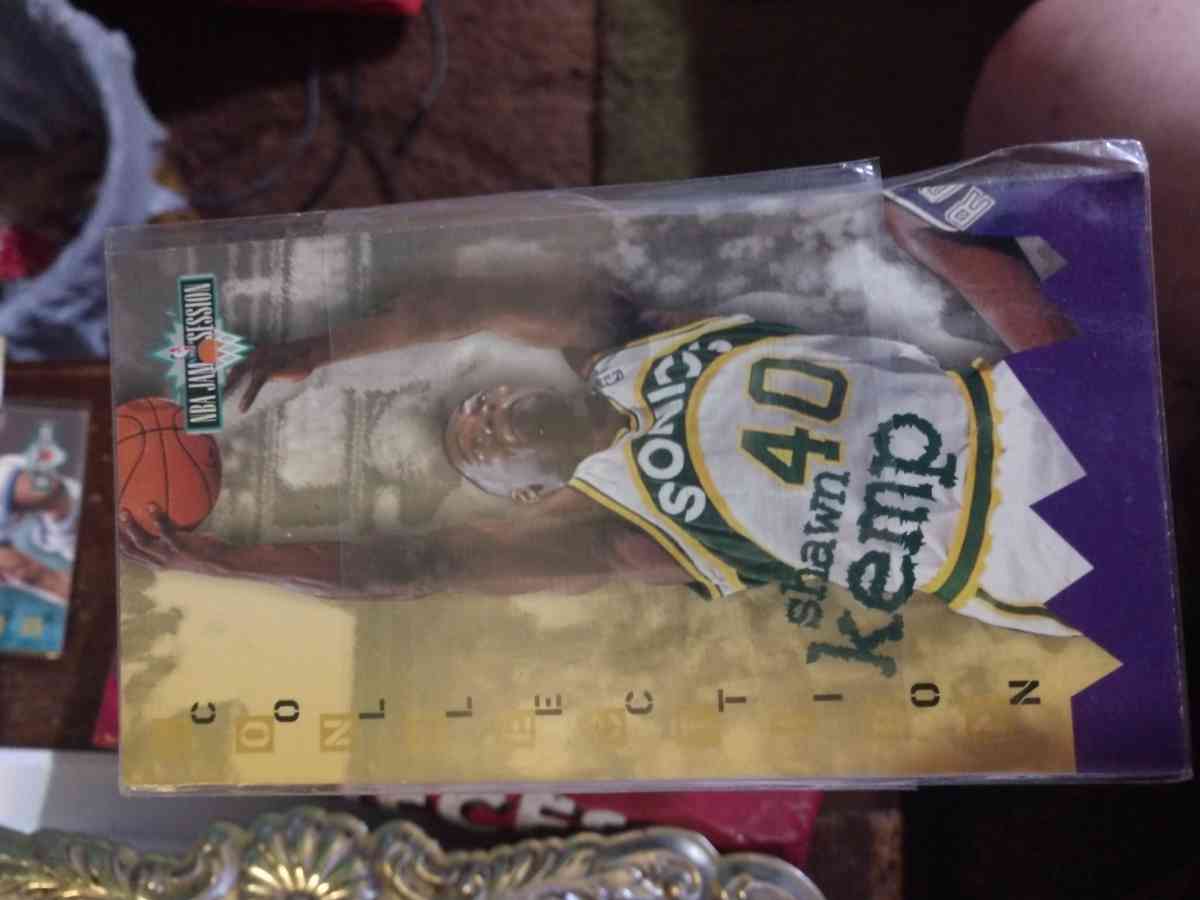 NBA JAM SESSION
SONICS
40
shawn
kemp
COLLECTION